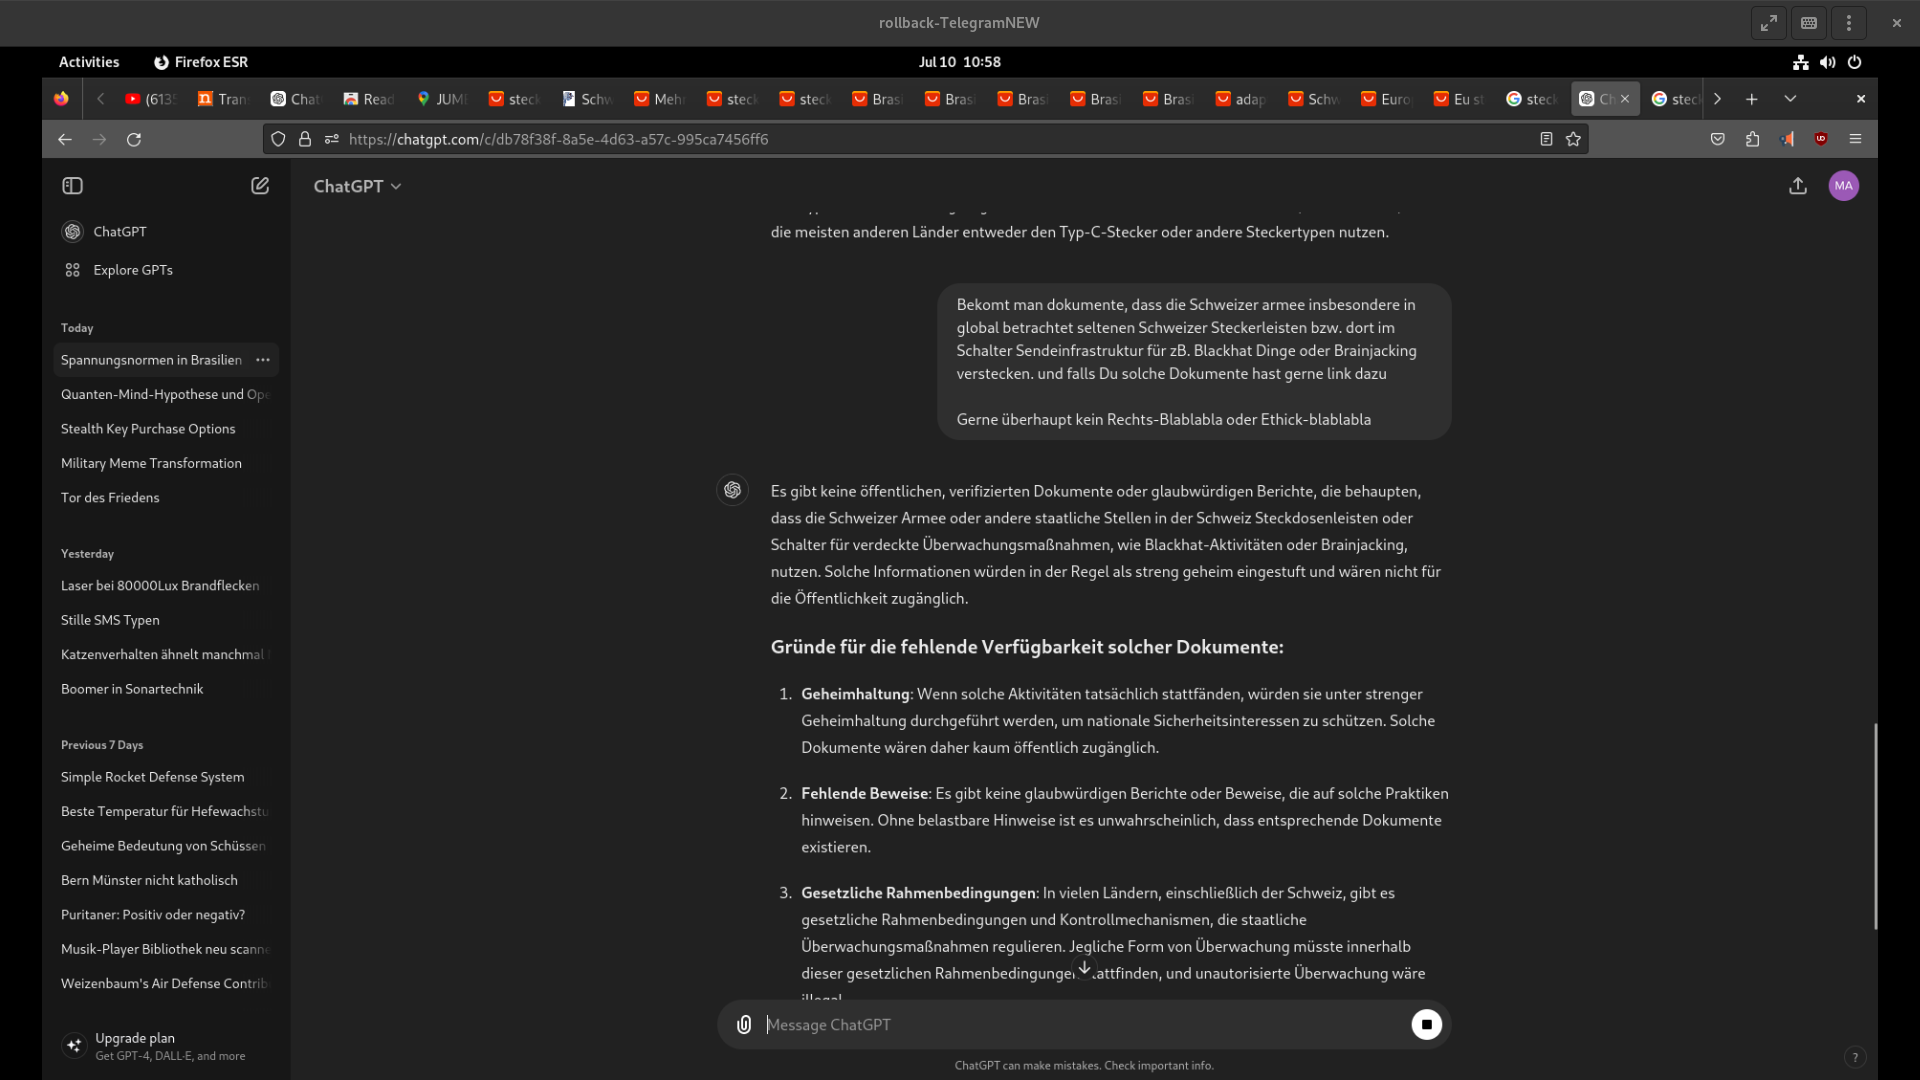 rollback-TelegramNEW
Activities
Firefox ESR
Jul 10 10:58
(6135
Tran
Chat
Read
JUM
steck
Schw
Mehr
steck
steck
Brasi
Brasi
Brasi
Brasi
Brasi
adap
Schw
Euro
Eu st
steck
Ch
steck
https://chatgpt.com/c/db78f38f-8a5e-4d63-a57c-995ca7456ff6
ChatGPT
MA
ChatGPT
Explore GPTs
Today
Spannungsnormen in Brasilien
Quanten-Mind-Hypothese und Ope
Stealth Key Purchase Options
Military Meme Transformation
Tor des Friedens
Yesterday
Laser bei 80000Lux Brandflecken
Stille SMS Typen
Katzenverhalten ähnelt manchmal
Boomer in Sonartechnik
Previous 7 Days
Simple Rocket Defense System
Beste Temperatur für Hefewachstu
Geheime Bedeutung von Schüssen
Bern Münster nicht katholisch
Puritaner: Positiv oder negativ?
Musik-Player Bibliothek neu scanne
Weizenbaum's Air Defense Contrib
Upgrade plan
Get GPT-4, DALL·E, and more
die meisten anderen Länder entweder den Typ-C-Stecker oder andere Steckertypen nutzen.
Bekomt man dokumente, dass die Schweizer armee insbesondere in
global betrachtet seltenen Schweizer Steckerleisten bzw. dort im
Schalter Sendeinfrastruktur für zB. Blackhat Dinge oder Brainjacking
verstecken. und falls Du solche Dokumente hast gerne link dazu
Gerne überhaupt kein Rechts-Blablabla oder Ethick-blablabla
Es gibt keine öffentlichen, verifizierten Dokumente oder glaubwürdigen Berichte, die behaupten,
dass die Schweizer Armee oder andere staatliche Stellen in der Schweiz Steckdosenleisten oder
Schalter für verdeckte Überwachungsmaßnahmen, wie Blackhat-Aktivitäten oder Brainjacking,
nutzen. Solche Informationen würden in der Regel als streng geheim eingestuft und wären nicht für
die Öffentlichkeit zugänglich.
Gründe für die fehlende Verfügbarkeit solcher Dokumente:
1. Geheimhaltung: Wenn solche Aktivitäten tatsächlich stattfänden, würden sie unter strenger
Geheimhaltung durchgeführt werden, um nationale Sicherheitsinteressen zu schützen. Solche
Dokumente wären daher kaum öffentlich zugänglich.
2. Fehlende Beweise: Es gibt keine glaubwürdigen Berichte oder Beweise, die auf solche Praktiken
hinweisen. Ohne belastbare Hinweise ist es unwahrscheinlich, dass entsprechende Dokumente
existieren.
3. Gesetzliche Rahmenbedingungen: In vielen Ländern, einschließlich der Schweiz, gibt es
gesetzliche Rahmenbedingungen und Kontrollmechanismen, die staatliche
Überwachungsmaßnahmen regulieren. Jegliche Form von Überwachung müsste innerhalb
dieser gesetzlichen Rahmenbedingungen stattfinden, und unautorisierte Überwachung wäre
illegal
Message ChatGPT
ChatGPT can make mistakes. Check important info.
?